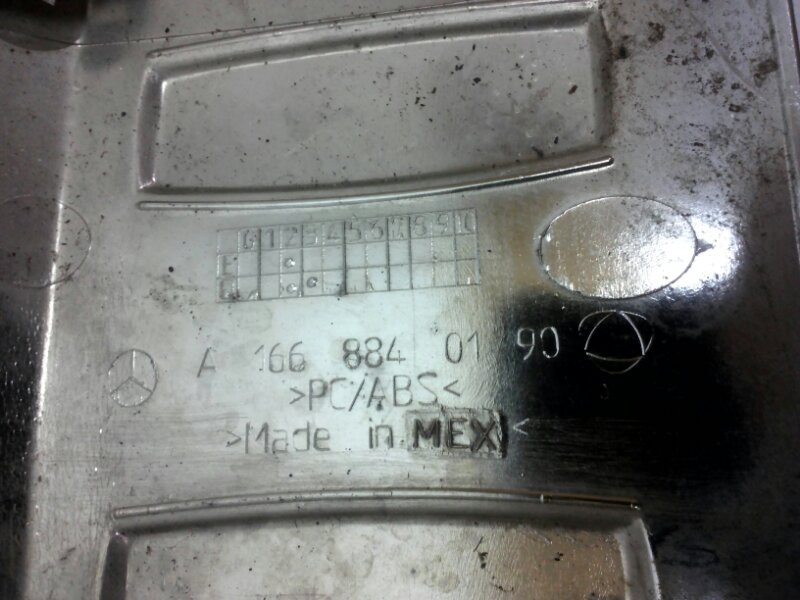 A 166 884 01 90
>PC/ABS<
>Made in MEX<